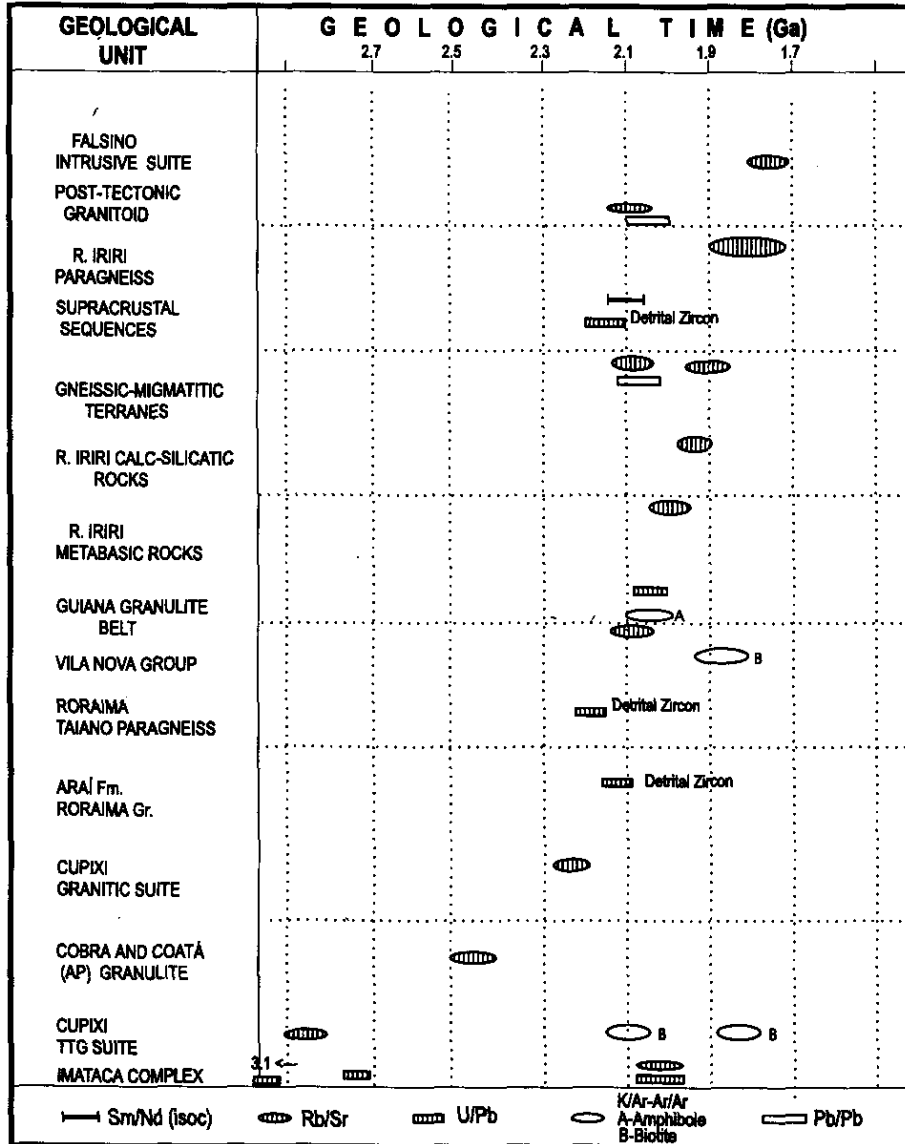 GEOLOGICAL UNIT
GEOLOGICAL TIME (Ga)
2.7 2.5 2.3 2.1 1.9 1.7
FALSINO
INTRUSIVE SUITE
POST-TECTONIC
GRANITOID
R. IRIRI
PARAGNEISS
SUPRACRUSTAL
SEQUENCES
Detrital Zircon
GNEISSIC-MIGMATITIC
TERRANES
R. IRIRI CALC-SILICATIC
ROCKS
R. IRIRI
METABASIC ROCKS
GUIANA GRANULITE
BELT
A
VILA NOVA GROUP
B
RORAIMA
TAIANO PARAGNEISS
Detrital Zircon
ARAÍ Fm.
RORAIMA Gr.
Detrital Zircon
CUPIXI
GRANITIC SUITE
COBRA AND COATÁ
(AP) GRANULITE
CUPIXI
TTG SUITE
B B
3.1 <--
IMATACA COMPLEX
Sm/Nd (isoc) Rb/Sr U/Pb K/Ar-Ar/Ar Pb/Pb
A-Amphibole
B-Biotite